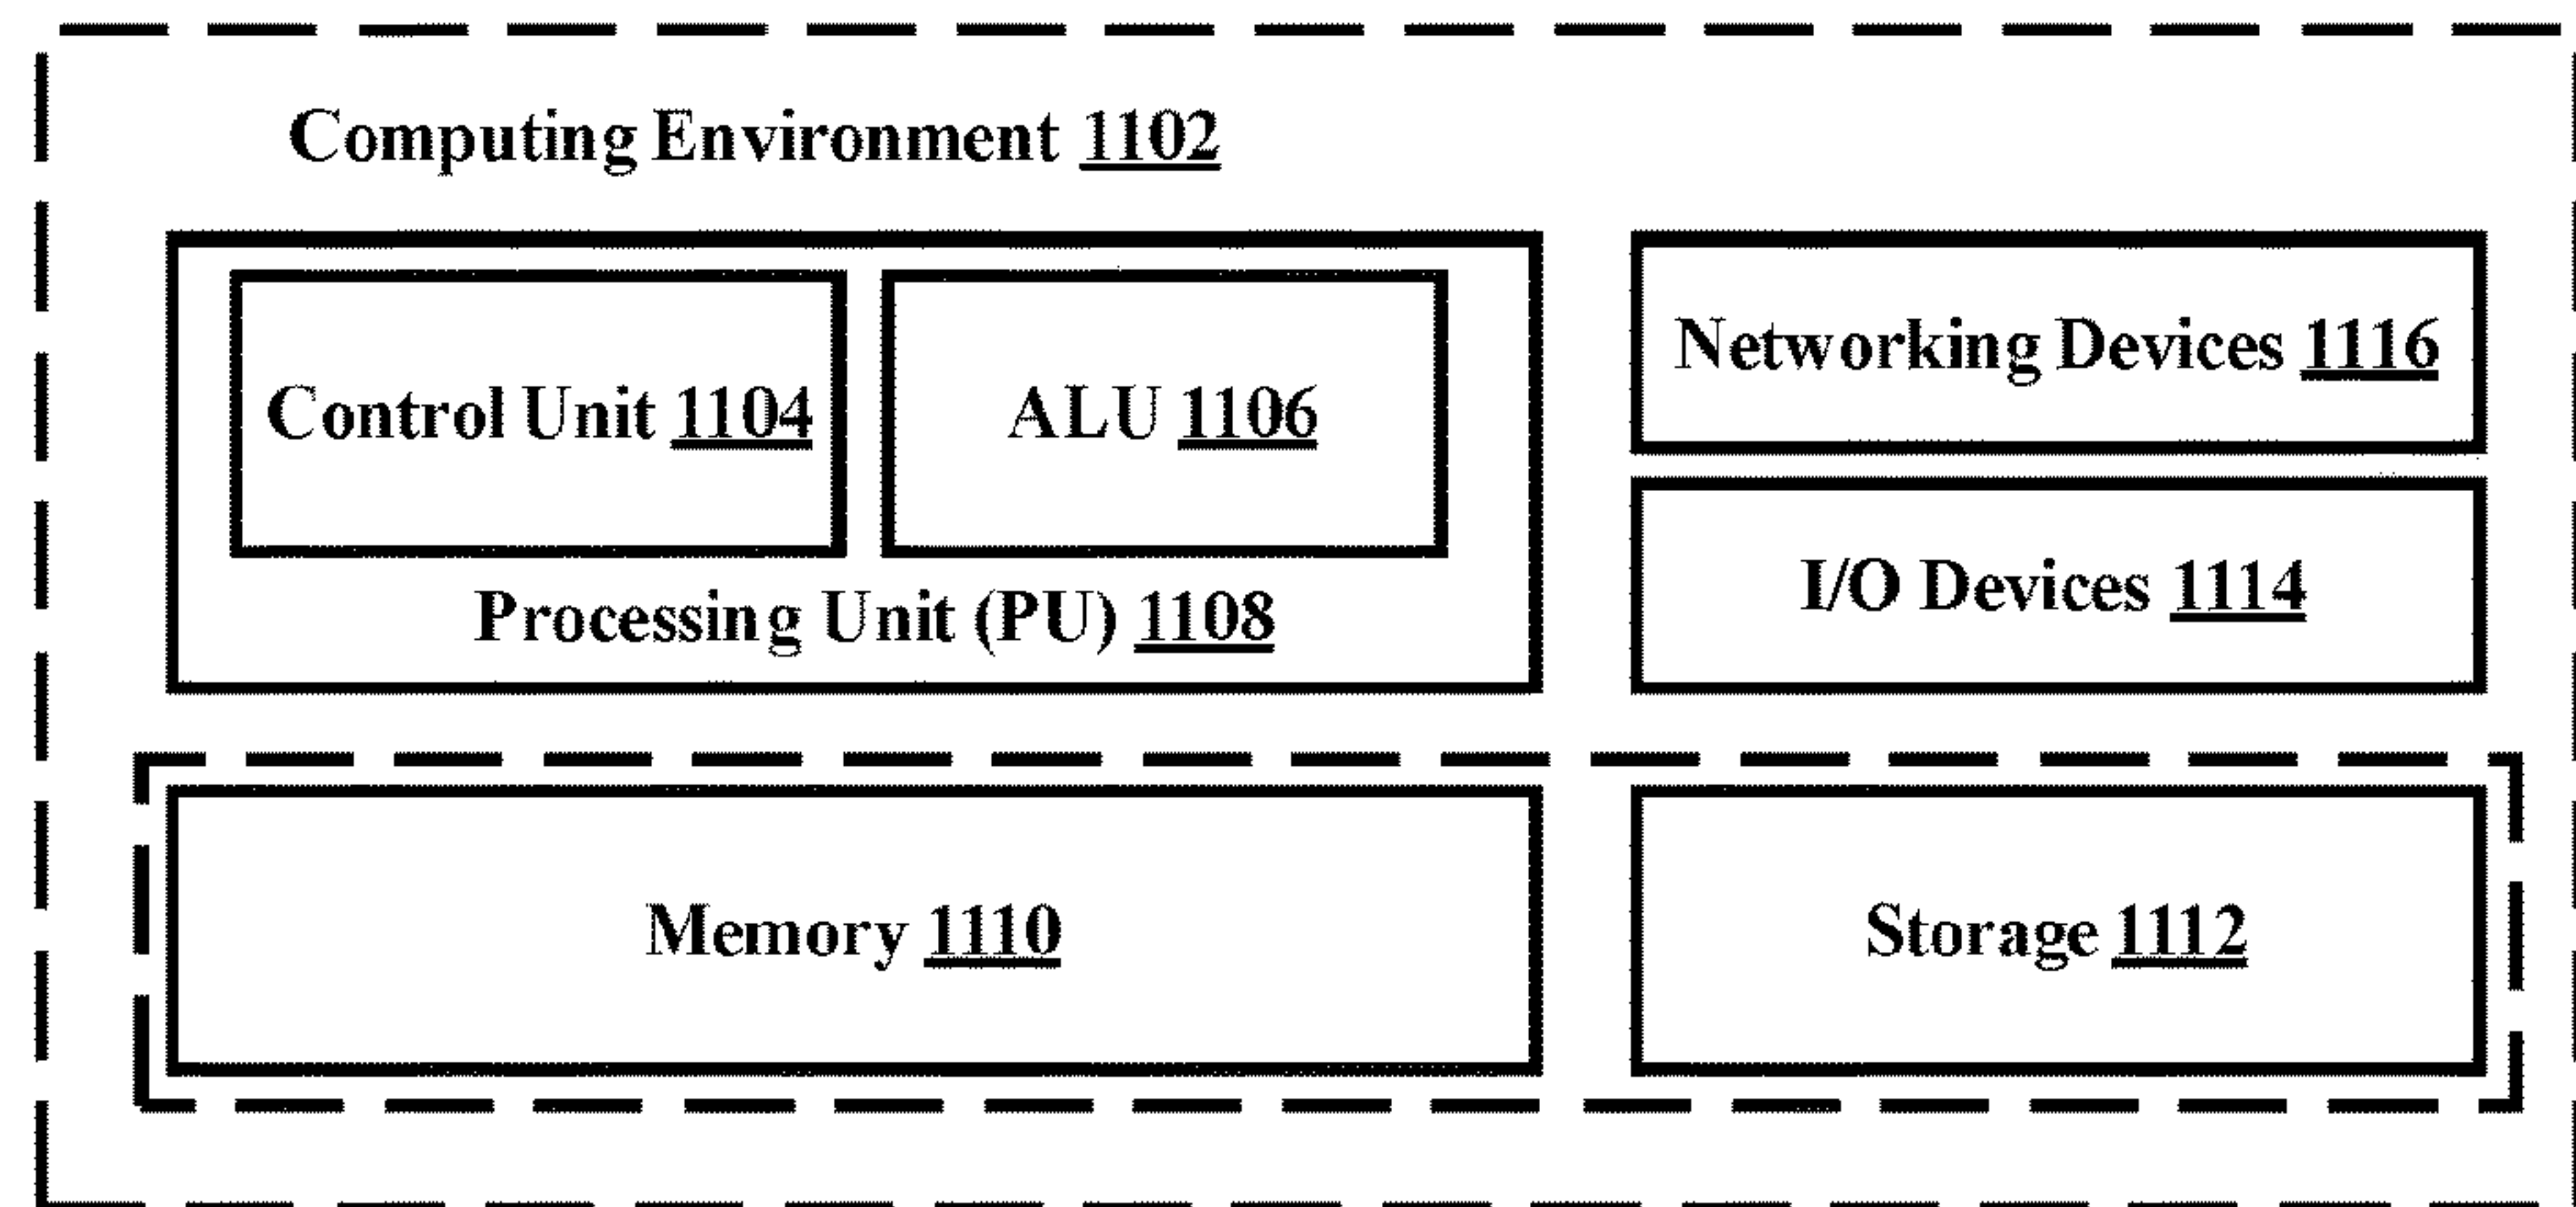 Computing Environment 1102
Control Unit 1104
ALU 1106
Processing Unit (PU) 1108
Networking Devices 1116
I/O Devices 1114
Memory 1110
Storage 1112